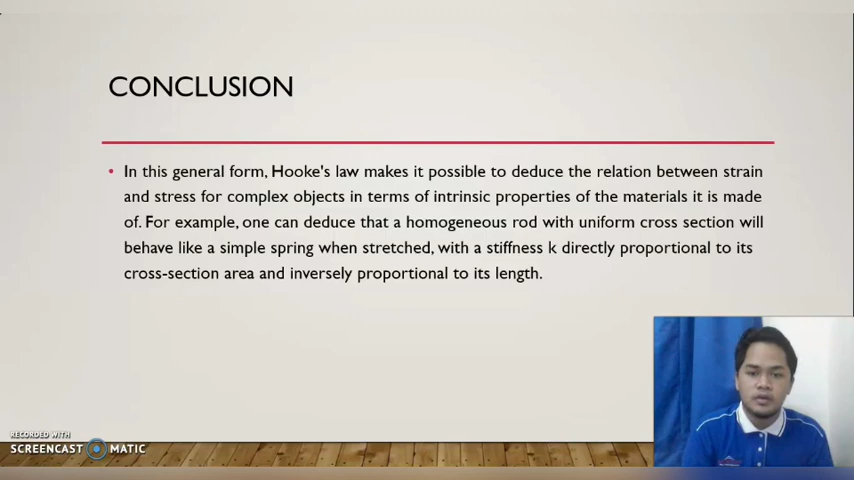 CONCLUSION
• In this general form, Hooke's law makes it possible to deduce the relation between strain
and stress for complex objects in terms of intrinsic properties of the materials it is made
of. For example, one can deduce that a homogeneous rod with uniform cross section will
behave like a simple spring when stretched, with a stiffness k directly proportional to its
cross-section area and inversely proportional to its length.
RECORDED WITH
SCREENCAST MATIC